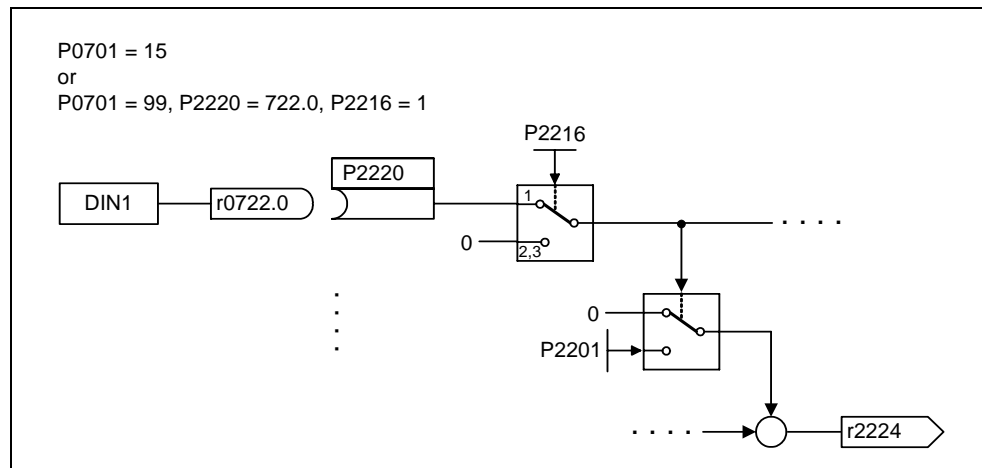 P0701 = 15
or
P0701 = 99, P2220 = 722.0, P2216 = 1
P2216
P2220
DIN1
r0722.0
1
0
2,3
. . . .
0
P2201
. . . .
. . . .
r2224